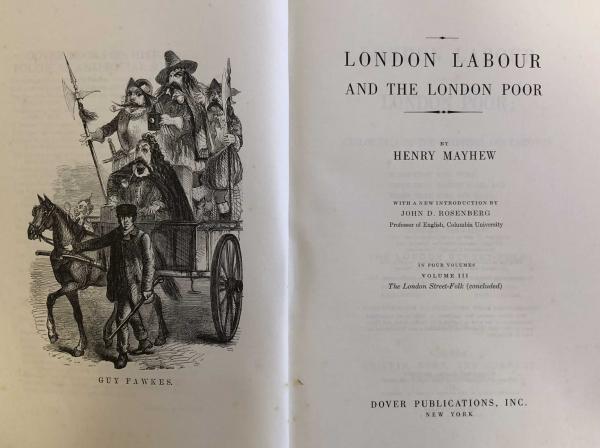 GUY FAWKES.
LONDON LABOUR
AND THE LONDON POOR
BY
HENRY MAYHEW
WITH A NEW INTRODUCTION BY
JOHN D. ROSENBERG
Professor of English, Columbia University
IN FOUR VOLUMES
VOLUME III
The London Street-Folk (concluded)
DOVER PUBLICATIONS, INC.
NEW YORK